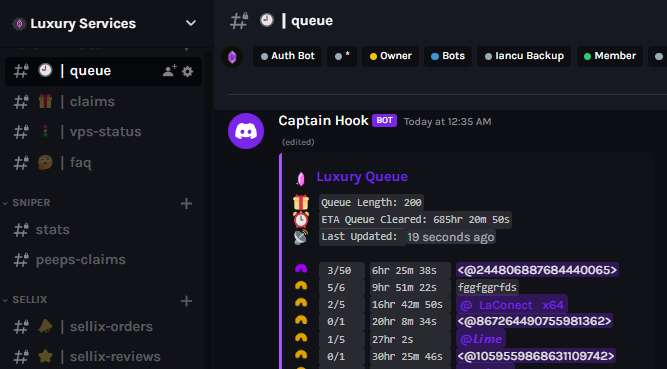 Luxury Services
| queue
| claims
| vps-status
| faq
SNIPER
stats
peeps-claims
SELLIX
| sellix-orders
| sellix-reviews
| queue
Auth Bot
*
Owner
Bots
Iancu Backup
Member
Captain Hook BOT Today at 12:35 AM
(edited)
Luxury Queue
Queue Length: 200
ETA Queue Cleared: 685hr 20m 50s
Last Updated: 19 seconds ago
3/50 6hr 25m 38s <@244806887684440065>
5/6 9hr 51m 22s fggfggrfds
2/5 16hr 42m 50s @ LaConect x64
0/1 20hr 8m 34s <@867264490755981362>
1/5 27hr 2s @Lime
0/1 30hr 25m 46s <@1059559868631109742>